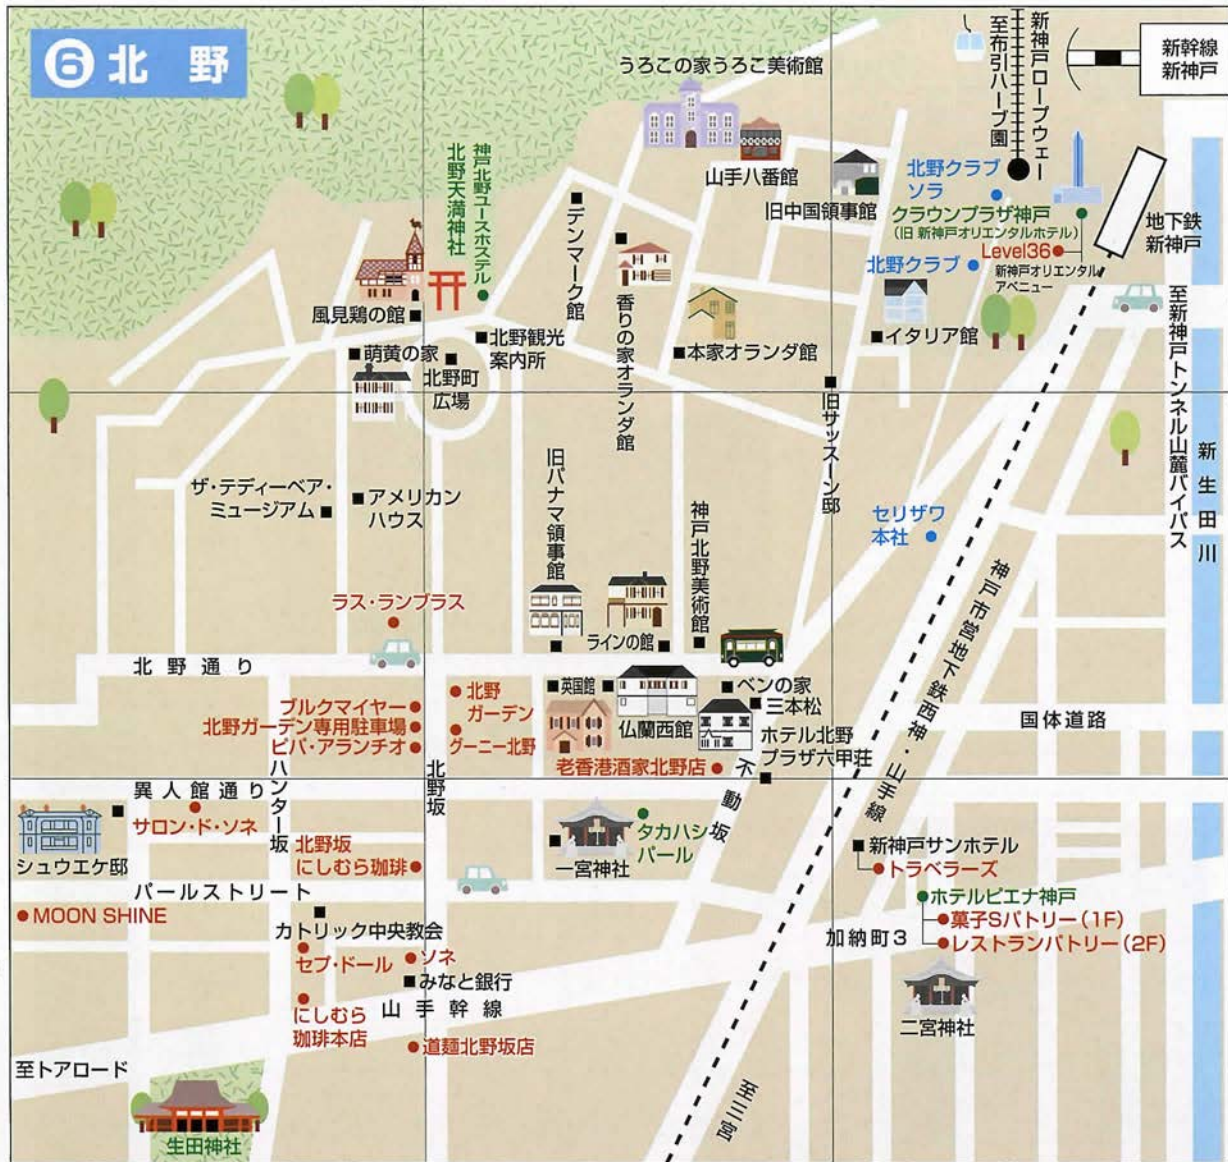 ⑥北野
うろこの家うろこ美術館
山手八番館
旧中国領事館
新神戸ロープウェー
至布引ハーブ園
新幹線
新神戸
北野クラブ
ソラ
クラウンプラザ神戸
(旧 新神戸オリエンタルホテル)
Level36
新神戸オリエンタル
アベニュー
地下鉄
新神戸
北野クラブ
神戸北野ユースホステル
北野天満神社
デンマーク館
香りの家オランダ館
風見鶏の館
萌黄の家
北野町
広場
北野観光
案内所
本家オランダ館
イタリア館
至新神戸トンネル山麓バイパス
新生田川
旧サッスーン邸
ザ・テディーベア・
ミュージアム
アメリカン
ハウス
旧パナマ領事館
神戸北野美術館
セリザワ
本社
ラス・ランブラス
ラインの館
神戸市営地下鉄西神・山手線
北野通り
北野
ガーデン
英国館
ベンの家
三本松
ブルクマイヤー
北野ガーデン専用駐車場
ビバ・アランチオ
グーニー北野
仏蘭西館
ホテル北野
プラザ六甲荘
国体道路
老香港酒家北野店
ハンター坂
北野坂
不動坂
異人館通り
サロン・ド・ソネ
シュウエケ邸
北野坂
にしむら珈琲
一宮神社
タカハシ
パール
新神戸サンホテル
トラベラーズ
パールストリート
MOON SHINE
カトリック中央教会
セプ・ドール
ソネ
みなと銀行
ホテルピエナ神戸
菓子Sパトリー(1F)
レストランパトリー(2F)
加納町3
二宮神社
山手幹線
にしむら
珈琲本店
道麺北野坂店
至トアロード
生田神社
至三宮